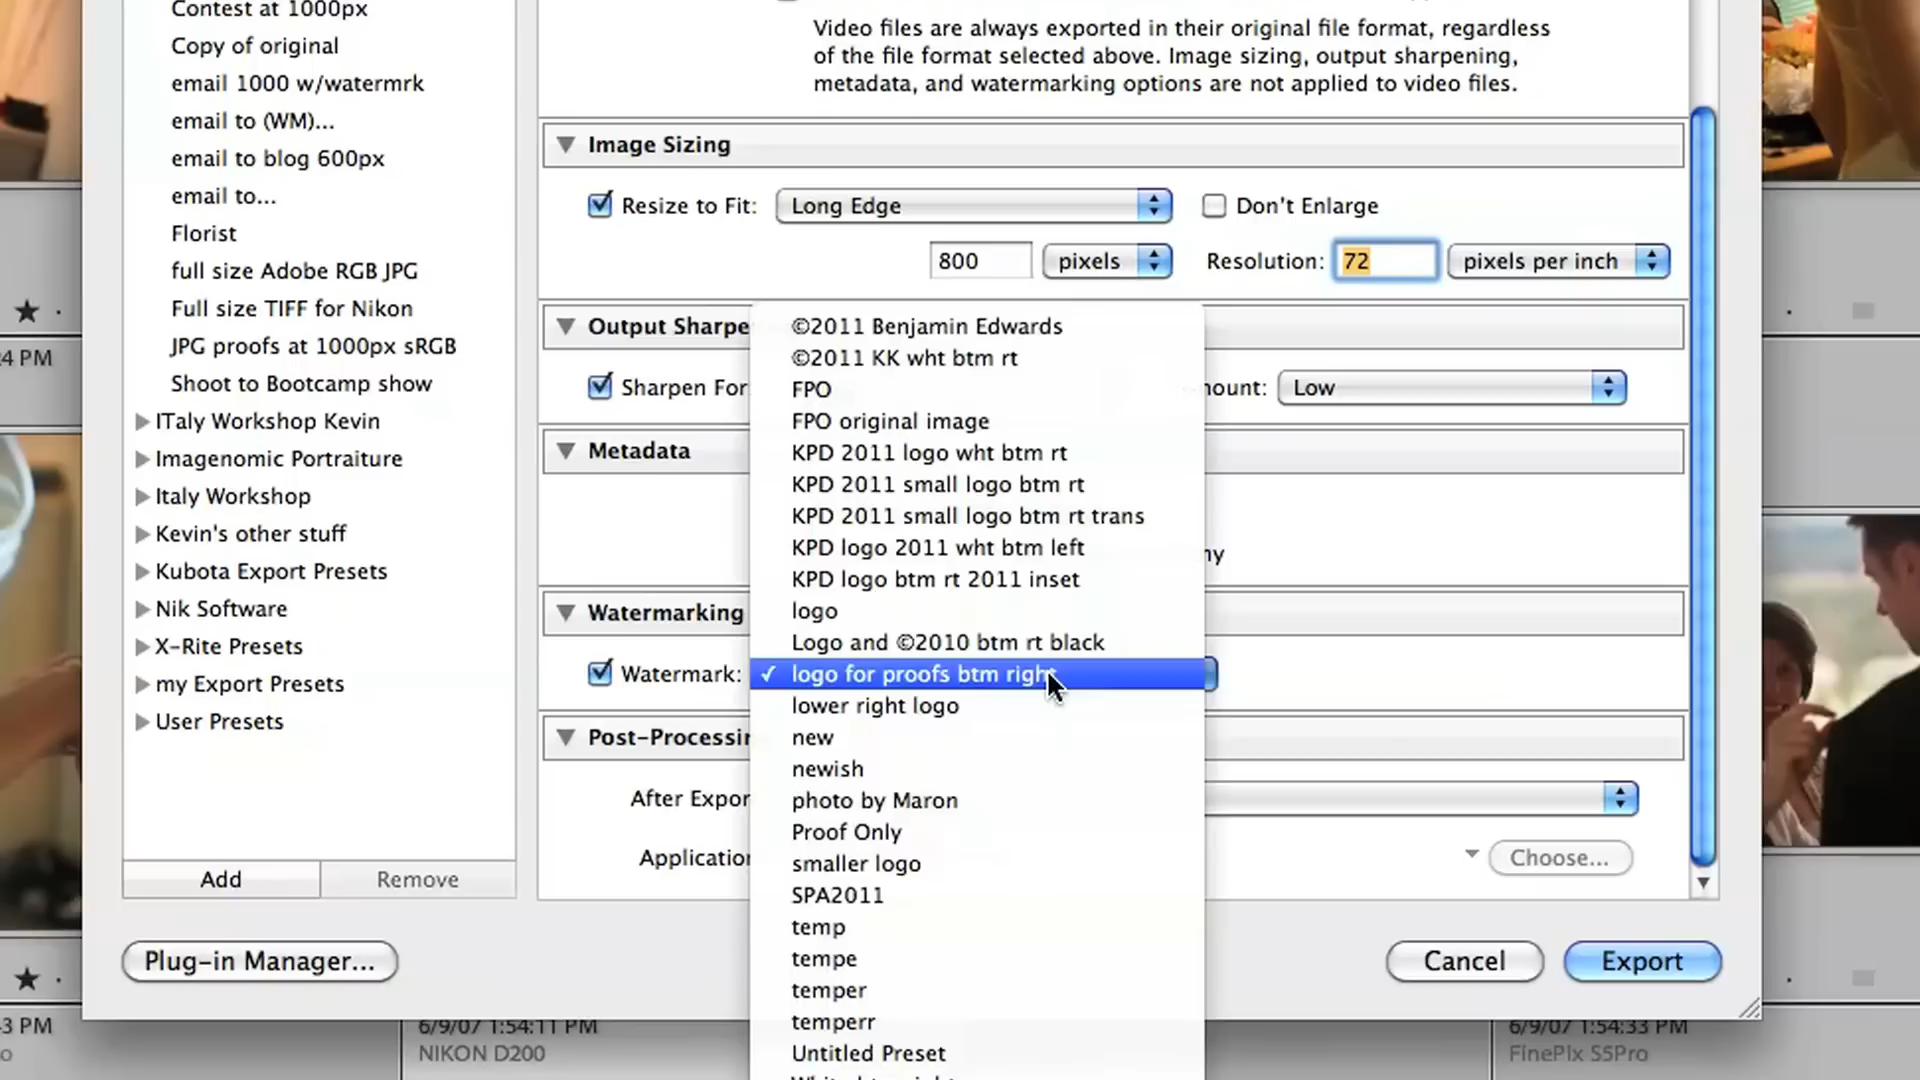 Contest at 1000px
Copy of original
email 1000 w/watermrk
email to (WM)...
email to blog 600px
email to...
Florist
full size Adobe RGB JPG
Full size TIFF for Nikon
JPG proofs at 1000px sRGB
Shoot to Bootcamp show
ITaly Workshop Kevin
Imagenomic Portraiture
Italy Workshop
Kevin's other stuff
Kubota Export Presets
Nik Software
X-Rite Presets
my Export Presets
User Presets
Add Remove
Plug-in Manager...
Video files are always exported in their original file format, regardless
of the file format selected above. Image sizing, output sharpening,
metadata, and watermarking options are not applied to video files.
Image Sizing
Resize to Fit: Long Edge Don't Enlarge
800 pixels Resolution: 72 pixels per inch
Output Sharpe
Sharpen For Low
Metadata
Watermarking
Watermark:
Post-Processin
After Expor
Choose...
©2011 Benjamin Edwards
©2011 KK wht btm rt
FPO
FPO original image
KPD 2011 logo wht btm rt
KPD 2011 small logo btm rt
KPD 2011 small logo btm rt trans
KPD logo 2011 wht btm left
KPD logo btm rt 2011 inset
logo
Logo and ©2010 btm rt black
✓ logo for proofs btm right
lower right logo
new
newish
photo by Maron
Proof Only
smaller logo
SPA2011
temp
tempe
temper
temperr
Untitled Preset
Cancel Export
4 PM
3 PM
6/9/07 1:54:11 PM
NIKON D200
6/9/07 1:54:33 PM
FinePix S5Pro